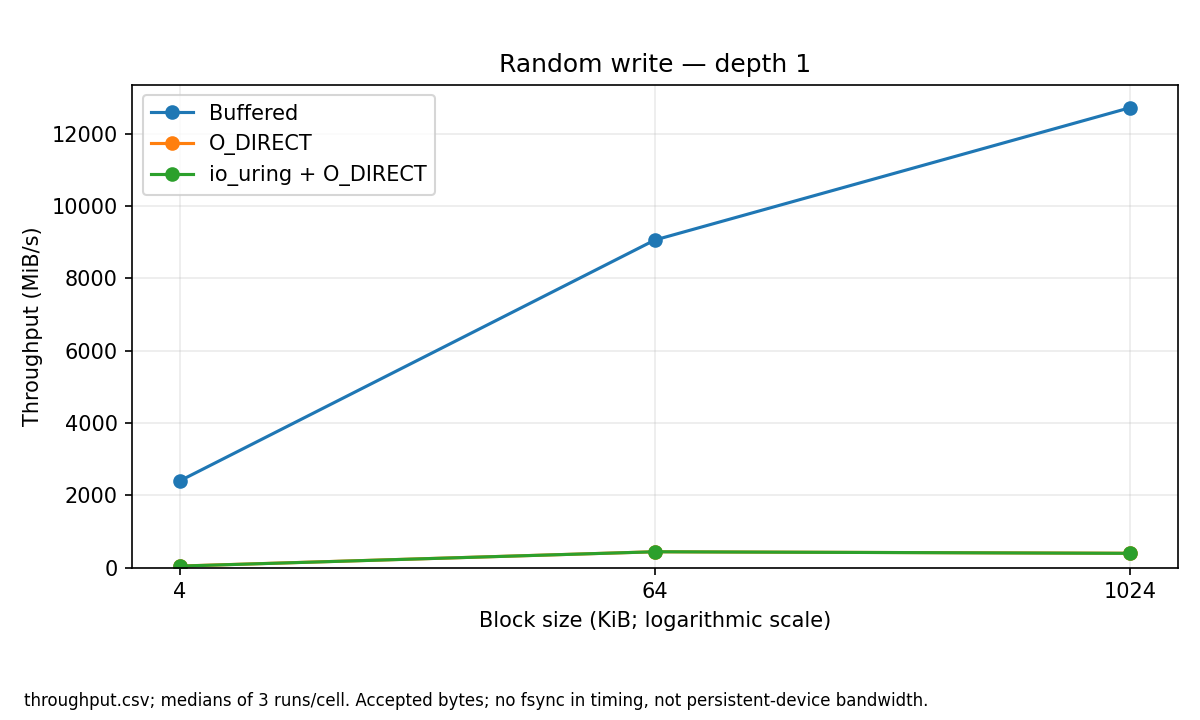 Random write — depth 1
Buffered
O_DIRECT
io_uring + O_DIRECT
Throughput (MiB/s)
12000
10000
8000
6000
4000
2000
0
4
64
1024
Block size (KiB; logarithmic scale)
throughput.csv; medians of 3 runs/cell. Accepted bytes; no fsync in timing, not persistent-device bandwidth.